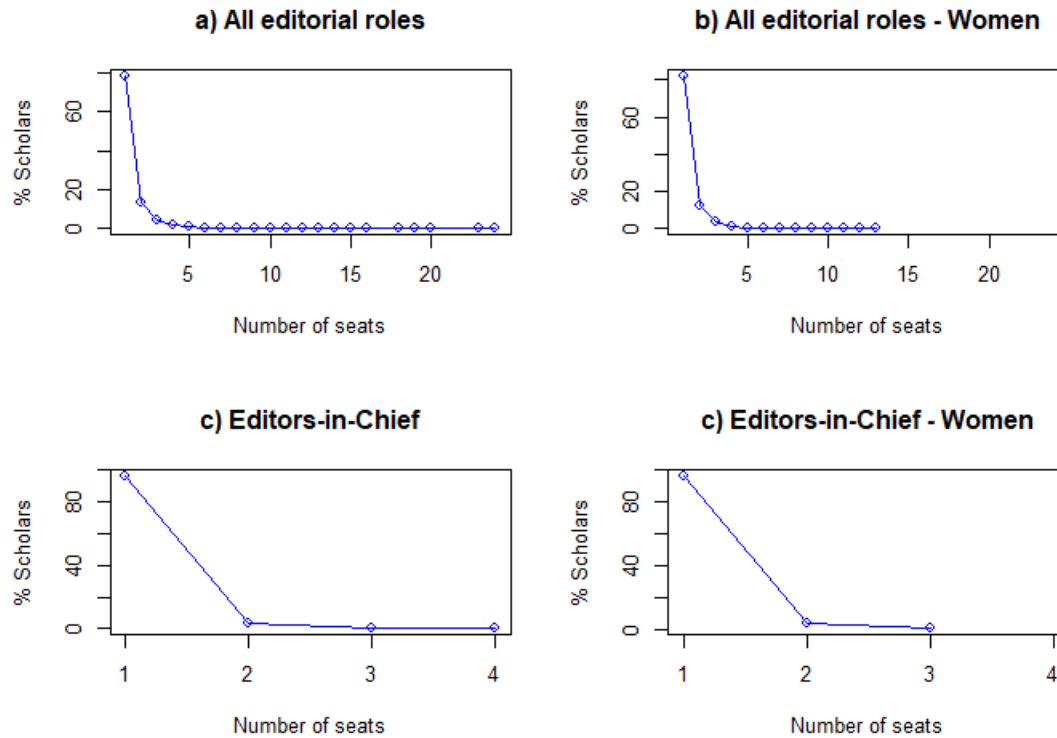 a) All editorial roles
% Scholars
0 20 60
5 10 15 20
Number of seats
b) All editorial roles - Women
% Scholars
0 20 60
5 10 15 20
Number of seats
c) Editors-in-Chief
% Scholars
0 40 80
1 2 3 4
Number of seats
c) Editors-in-Chief - Women
% Scholars
0 40 80
1 2 3 4
Number of seats